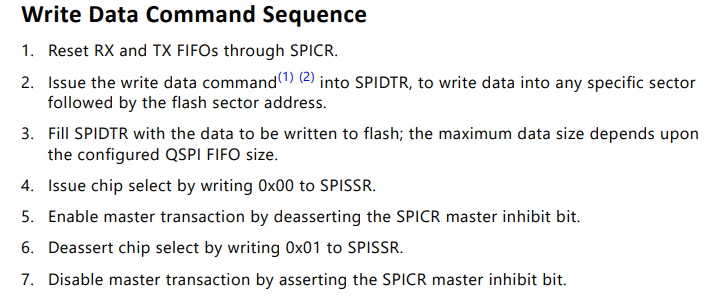 Write Data Command Sequence
1. Reset RX and TX FIFOs through SPICR.
2. Issue the write data command(1) (2) into SPIDTR, to write data into any specific sector
followed by the flash sector address.
3. Fill SPIDTR with the data to be written to flash; the maximum data size depends upon
the configured QSPI FIFO size.
4. Issue chip select by writing 0x00 to SPISSR.
5. Enable master transaction by deasserting the SPICR master inhibit bit.
6. Deassert chip select by writing 0x01 to SPISSR.
7. Disable master transaction by asserting the SPICR master inhibit bit.